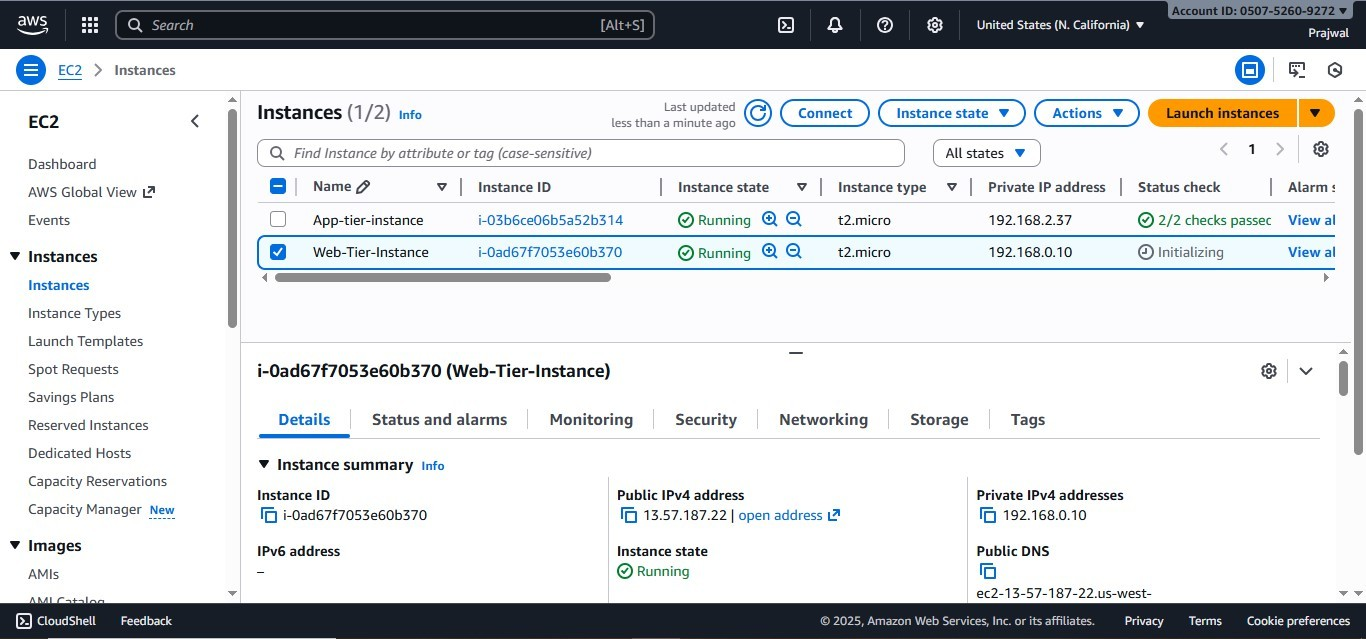 aws
Search
[Alt+S]
United States (N. California)
Account ID: 0507-5260-9272
Prajwal
EC2
Instances
EC2
Dashboard
AWS Global View
Events
Instances
Instances
Instance Types
Launch Templates
Spot Requests
Savings Plans
Reserved Instances
Dedicated Hosts
Capacity Reservations
Capacity Manager New
Images
AMIs
AMI Catalog
Instances (1/2) Info
Last updated
less than a minute ago
Connect
Instance state
Actions
Launch instances
Find Instance by attribute or tag (case-sensitive)
All states
1
Name Instance ID Instance state Instance type Private IP address Status check Alarm s
App-tier-instance i-03b6ce06b5a52b314 Running t2.micro 192.168.2.37 2/2 checks passec View al
Web-Tier-Instance i-0ad67f7053e60b370 Running t2.micro 192.168.0.10 Initializing View al
i-0ad67f7053e60b370 (Web-Tier-Instance)
Details Status and alarms Monitoring Security Networking Storage Tags
Instance summary Info
Instance ID
i-0ad67f7053e60b370
IPv6 address
–
Public IPv4 address
13.57.187.22 | open address
Instance state
Running
Private IPv4 addresses
192.168.0.10
Public DNS
ec2-13-57-187-22.us-west-
CloudShell Feedback
© 2025, Amazon Web Services, Inc. or its affiliates. Privacy Terms Cookie preferences